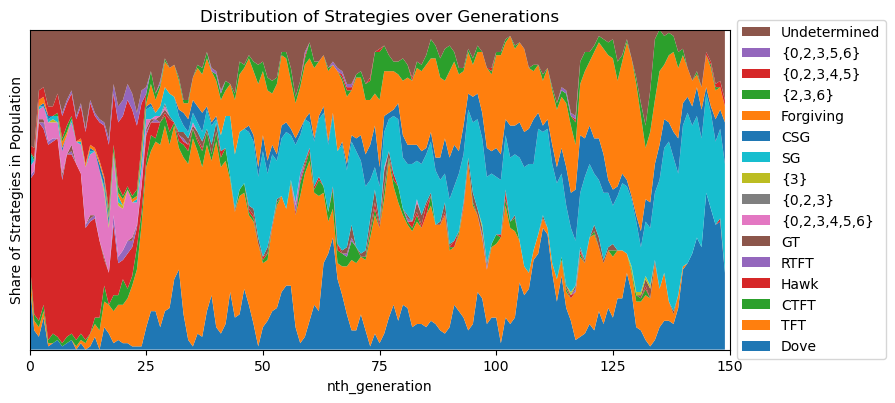 Distribution of Strategies over Generations
Share of Strategies in Population
0
25
50
75
100
125
150
nth_generation
Undetermined
{0,2,3,5,6}
{0,2,3,4,5}
{2,3,6}
Forgiving
CSG
SG
{3}
{0,2,3}
{0,2,3,4,5,6}
GT
RTFT
Hawk
CTFT
TFT
Dove